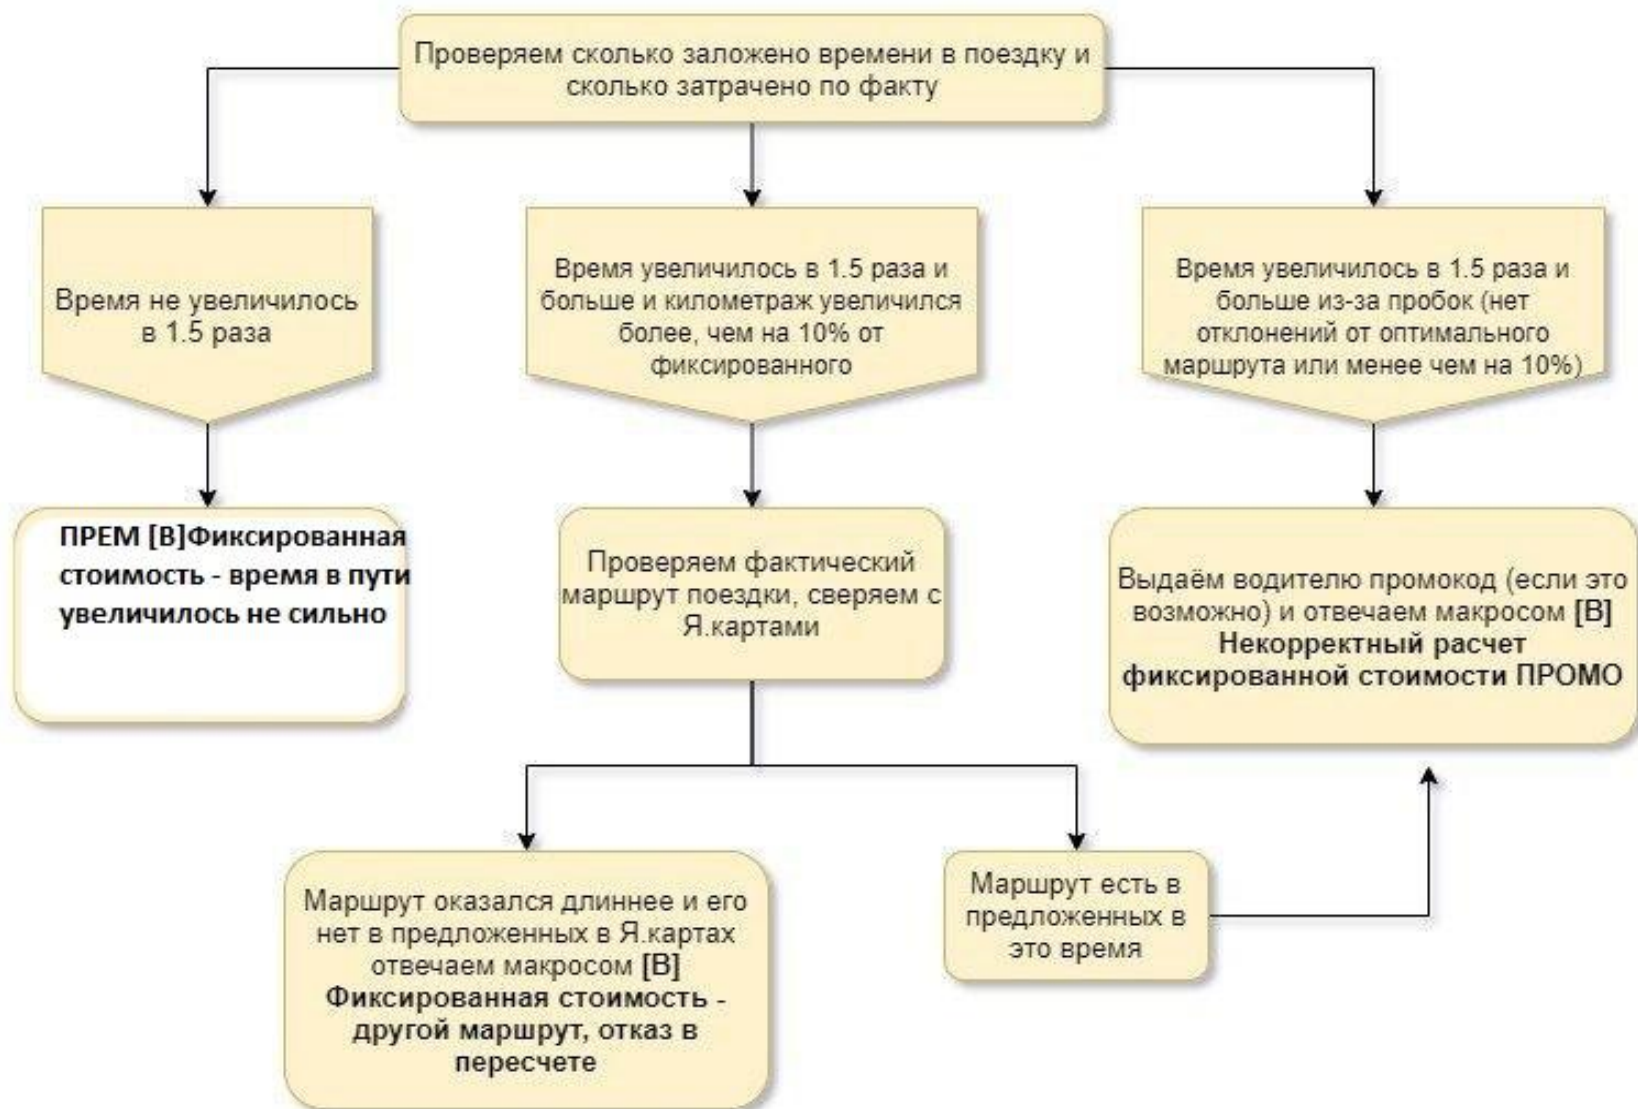 Проверяем сколько заложено времени в поездку и
сколько затрачено по факту
Время не увеличилось
в 1.5 раза
Время увеличилось в 1.5 раза и
больше и километраж увеличился
более, чем на 10% от
фиксированного
Время увеличилось в 1.5 раза и
больше из-за пробок (нет
отклонений от оптимального
маршрута или менее чем на 10%)
ПРЕМ [В]Фиксированная
стоимость - время в пути
увеличилось не сильно
Проверяем фактический
маршрут поездки, сверяем с
Я.картами
Выдаём водителю промокод (если это
возможно) и отвечаем макросом [В]
Некорректный расчет
фиксированной стоимости ПРОМО
Маршрут оказался длиннее и его
нет в предложенных в Я.картах
отвечаем макросом [В]
Фиксированная стоимость -
другой маршрут, отказ в
пересчете
Маршрут есть в
предложенных в
это время